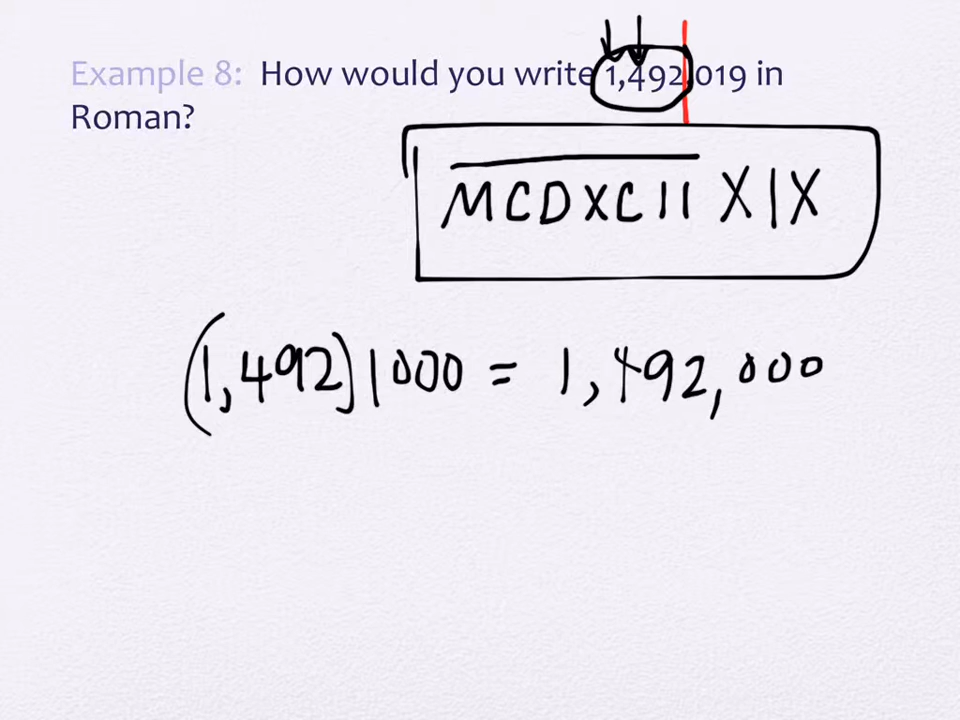 Example 8: How would you write 1,492,019 in
Roman?
MCDXCII XIX
(1,492)1000 = 1,492,000